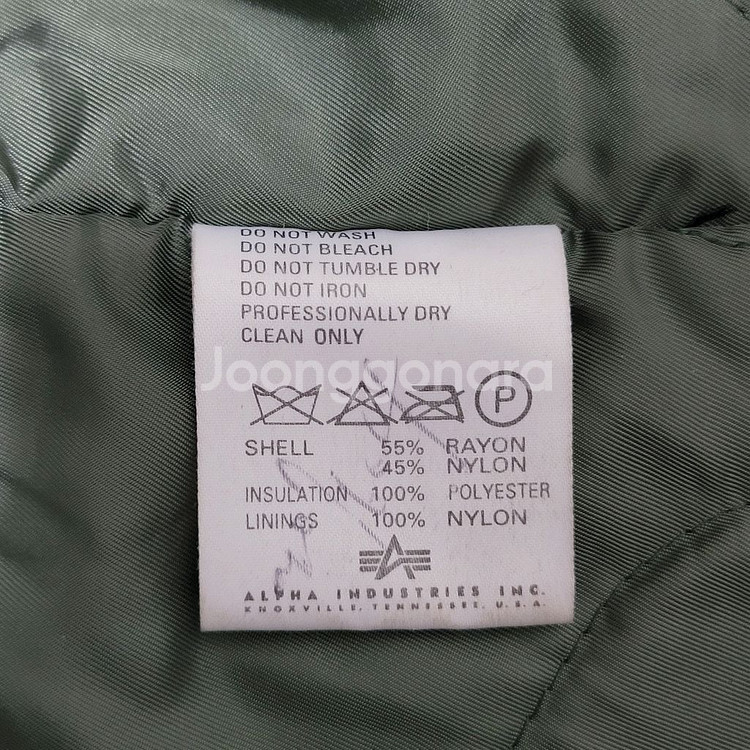 DO NOT WASH
DO NOT BLEACH
DO NOT TUMBLE DRY
DO NOT IRON
PROFESSIONALLY DRY
CLEAN ONLY
Joonggonara
P
SHELL 55% RAYON
45% NYLON
INSULATION 100% POLYESTER
LININGS 100% NYLON
ALPHA INDUSTRIES INC.
KNOXVILLE, TENNESSEE, U.S.A.